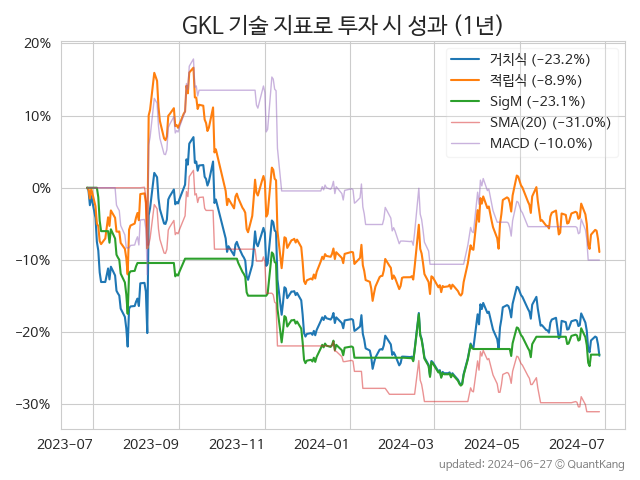 GKL 기술 지표로 투자 시 성과 (1년)
20%
10%
0%
−10%
−20%
−30%
거치식 (−23.2%)
적립식 (−8.9%)
SigM (−23.1%)
SMA(20) (−31.0%)
MACD (−10.0%)
2023-07
2023-09
2023-11
2024-01
2024-03
2024-05
2024-07
updated: 2024-06-27 © QuantKang